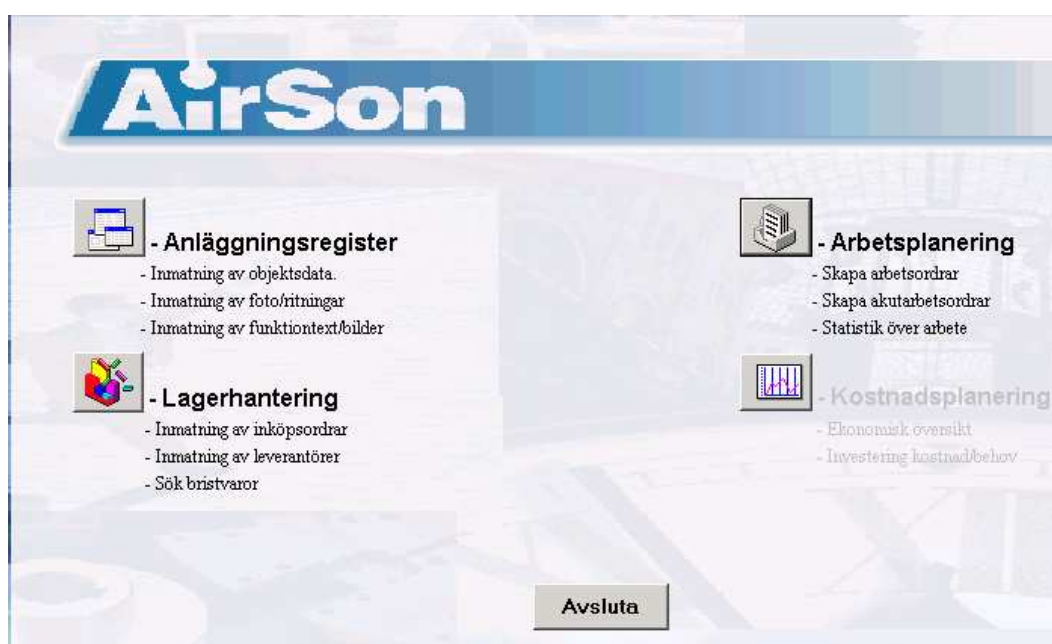 AirSon
- Anläggningsregister
- Inmatning av objektsdata.
- Inmatning av foto/ritningar
- Inmatning av funktiontext/bilder
- Lagerhantering
- Inmatning av inköpsordrar
- Inmatning av leverantörer
- Sök bristvaror
- Arbetsplanering
- Skapa arbetsordrar
- Skapa akutarbetsordrar
- Statistik över arbete
- Kostnadsplanering
- Ekonomisk översikt
- Investering kostnad/behov
Avsluta